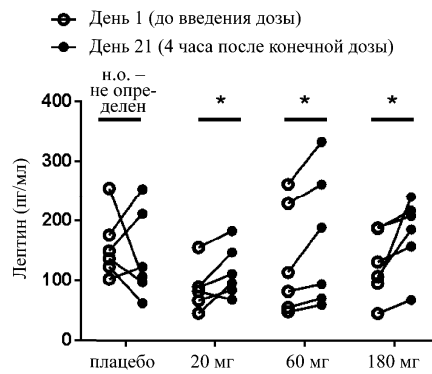 День 1 (до введения дозы)
День 21 (4 часа после конечной дозы)
н.о. –
не опре-
делен
* * *
400
300
200
100
0
Лептин (пг/мл)
плацебо 20 мг 60 мг 180 мг